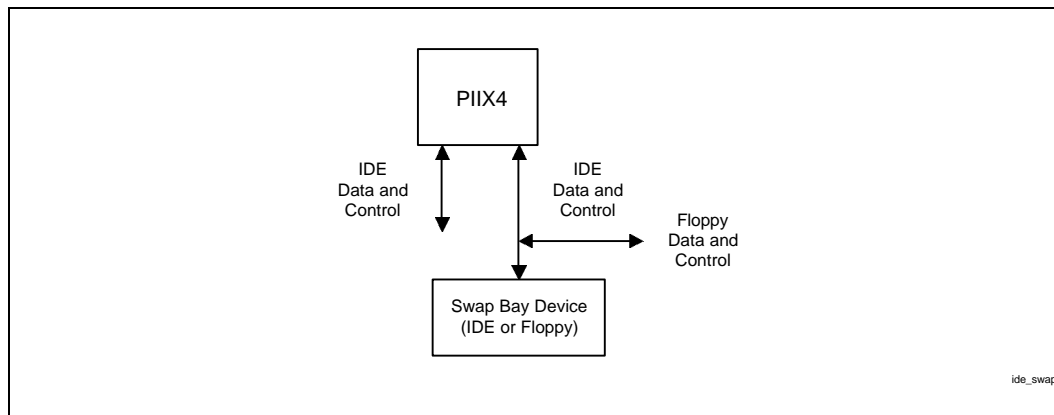 PIIX4
IDE
Data and
Control
IDE
Data and
Control
Floppy
Data and
Control
Swap Bay Device
(IDE or Floppy)
ide_swap